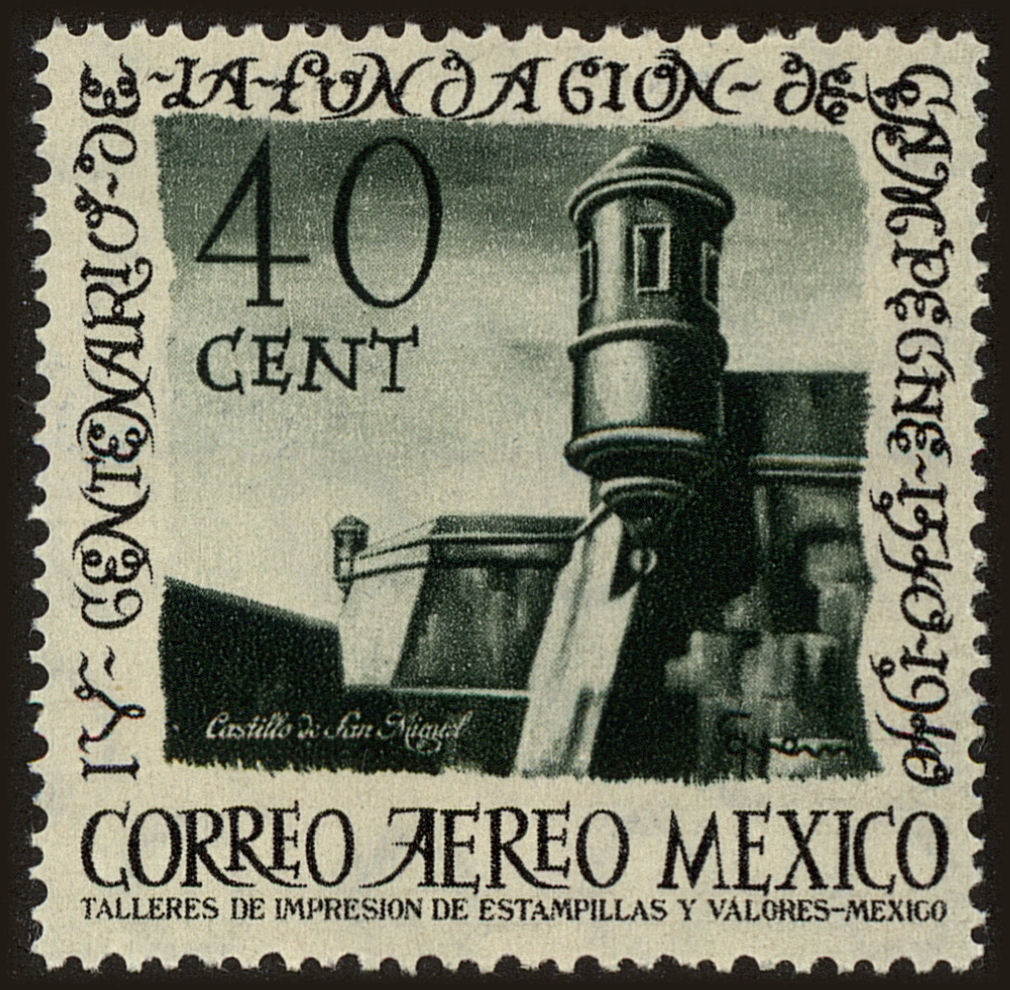 IV - CENTENARIO - DE
- LA - FUNDACION - DE
CAMPECHE - 1540 - 1940
40
CENT
Castillo de San Miguel
CORREO AEREO MEXICO
TALLERES DE IMPRESION DE ESTAMPILLAS Y VALORES-MEXICO